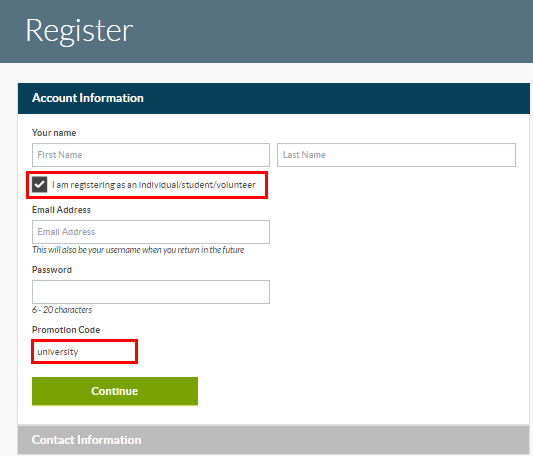 Register
Account Information
Your name
First Name Last Name
I am registering as an individual/student/volunteer
Email Address
Email Address
This will also be your username when you return in the future
Password
6 - 20 characters
Promotion Code
university
Continue
Contact Information